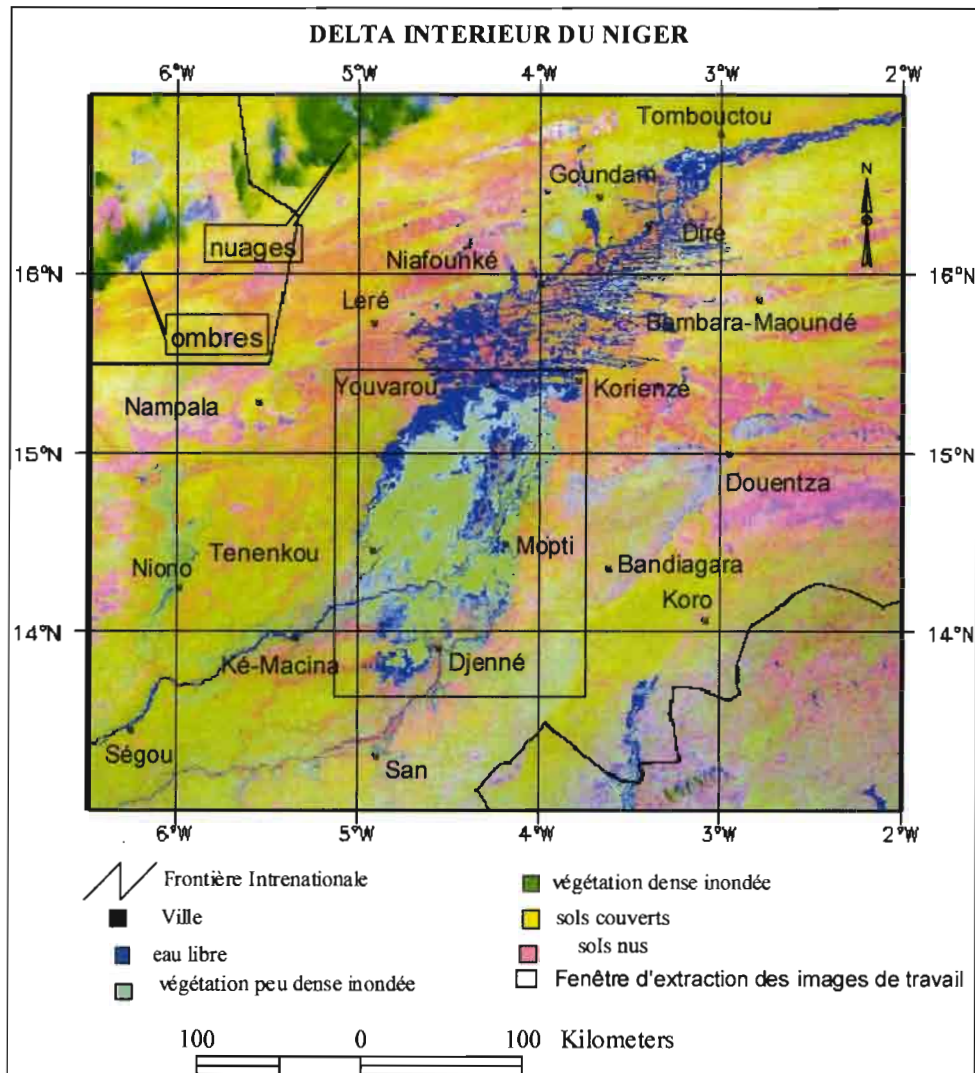 DELTA INTERIEUR DU NIGER
6°W 5°W 4°W 3°W 2°W
Tombouctou
Goundam
N
nuages
Diré
Niafounké
16°N 16°N
Léré
Bambara-Maoundé
ombres
Youvarou
Korienzé
Nampala
15°N 15°N
Douentza
Tenenkou
Mopti
Niono
Bandiagara
Koro
14°N 14°N
Ké-Macina
Djenné
Ségou
San
6°W 5°W 4°W 3°W 2°W
Frontière Intrenationale
Ville
eau libre
végétation peu dense inondée
végétation dense inondée
sols couverts
sols nus
Fenêtre d'extraction des images de travail
100 0 100 Kilometers